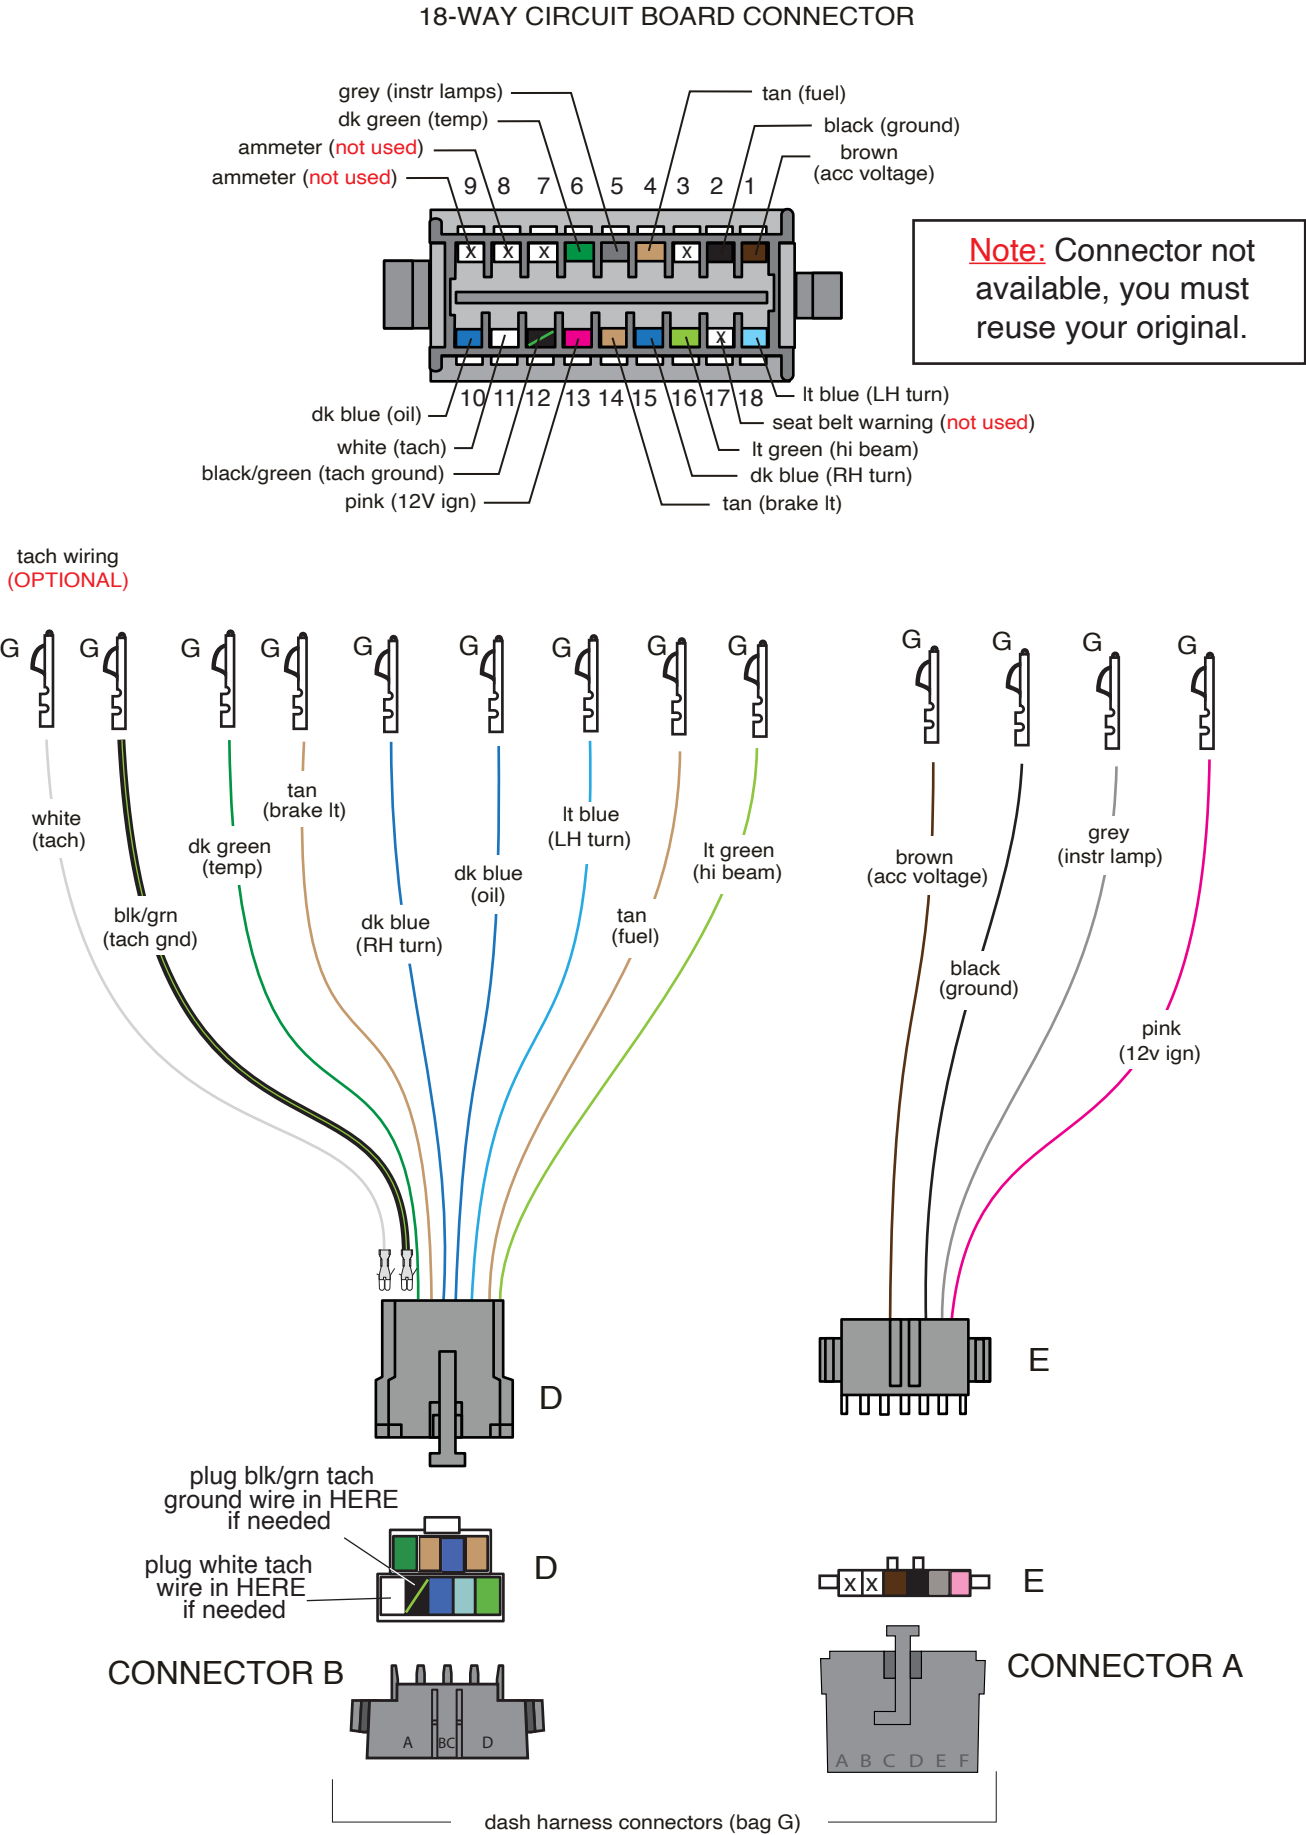 18-WAY CIRCUIT BOARD CONNECTOR
grey (instr lamps)
dk green (temp)
ammeter (not used)
ammeter (not used)
tan (fuel)
black (ground)
brown
(acc voltage)
9 8 7 6 5 4 3 2 1
X X X X
X
10 11 12 13 14 15 16 17 18
Note: Connector not
available, you must
reuse your original.
dk blue (oil)
white (tach)
black/green (tach ground)
pink (12V ign)
lt blue (LH turn)
seat belt warning (not used)
lt green (hi beam)
dk blue (RH turn)
tan (brake lt)
tach wiring
(OPTIONAL)
G G G G G G G G G G G G G
white
(tach)
blk/grn
(tach gnd)
dk green
(temp)
tan
(brake lt)
dk blue
(RH turn)
dk blue
(oil)
lt blue
(LH turn)
tan
(fuel)
lt green
(hi beam)
brown
(acc voltage)
black
(ground)
grey
(instr lamp)
pink
(12v ign)
D
E
plug blk/grn tach
ground wire in HERE
if needed
plug white tach
wire in HERE
if needed
D
X X
E
CONNECTOR B
A BC D
CONNECTOR A
A B C D E F
dash harness connectors (bag G)